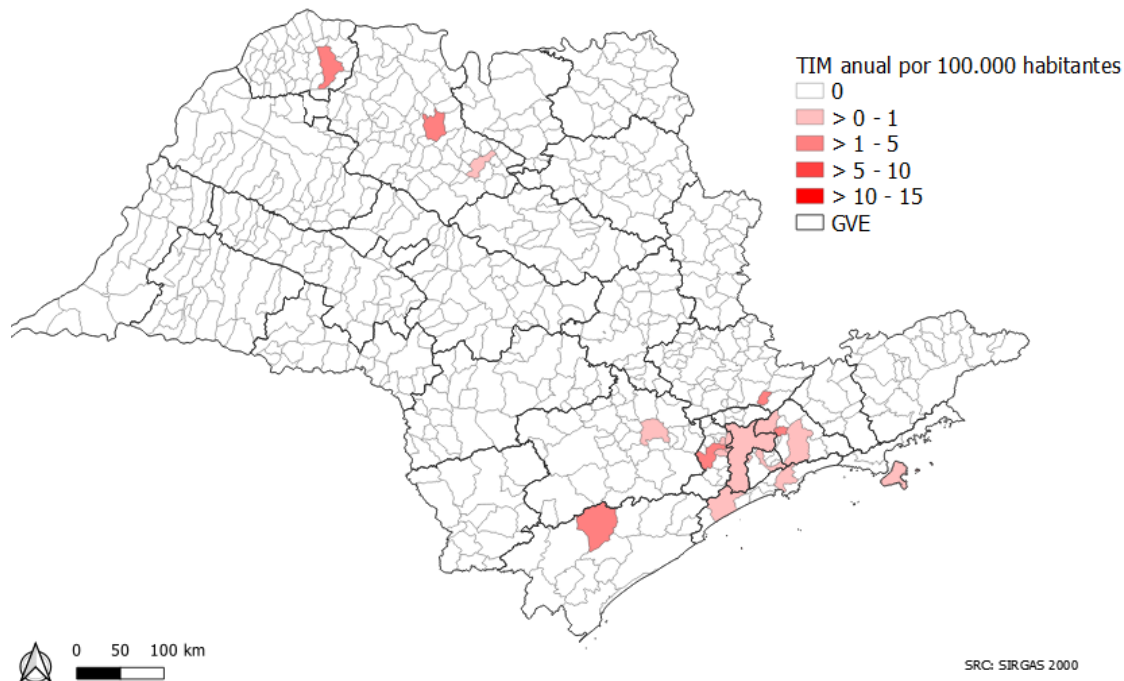 TIM anual por 100.000 habitantes
0
> 0 - 1
> 1 - 5
> 5 - 10
> 10 - 15
GVE
0 50 100 km
SRC: SIRGAS 2000